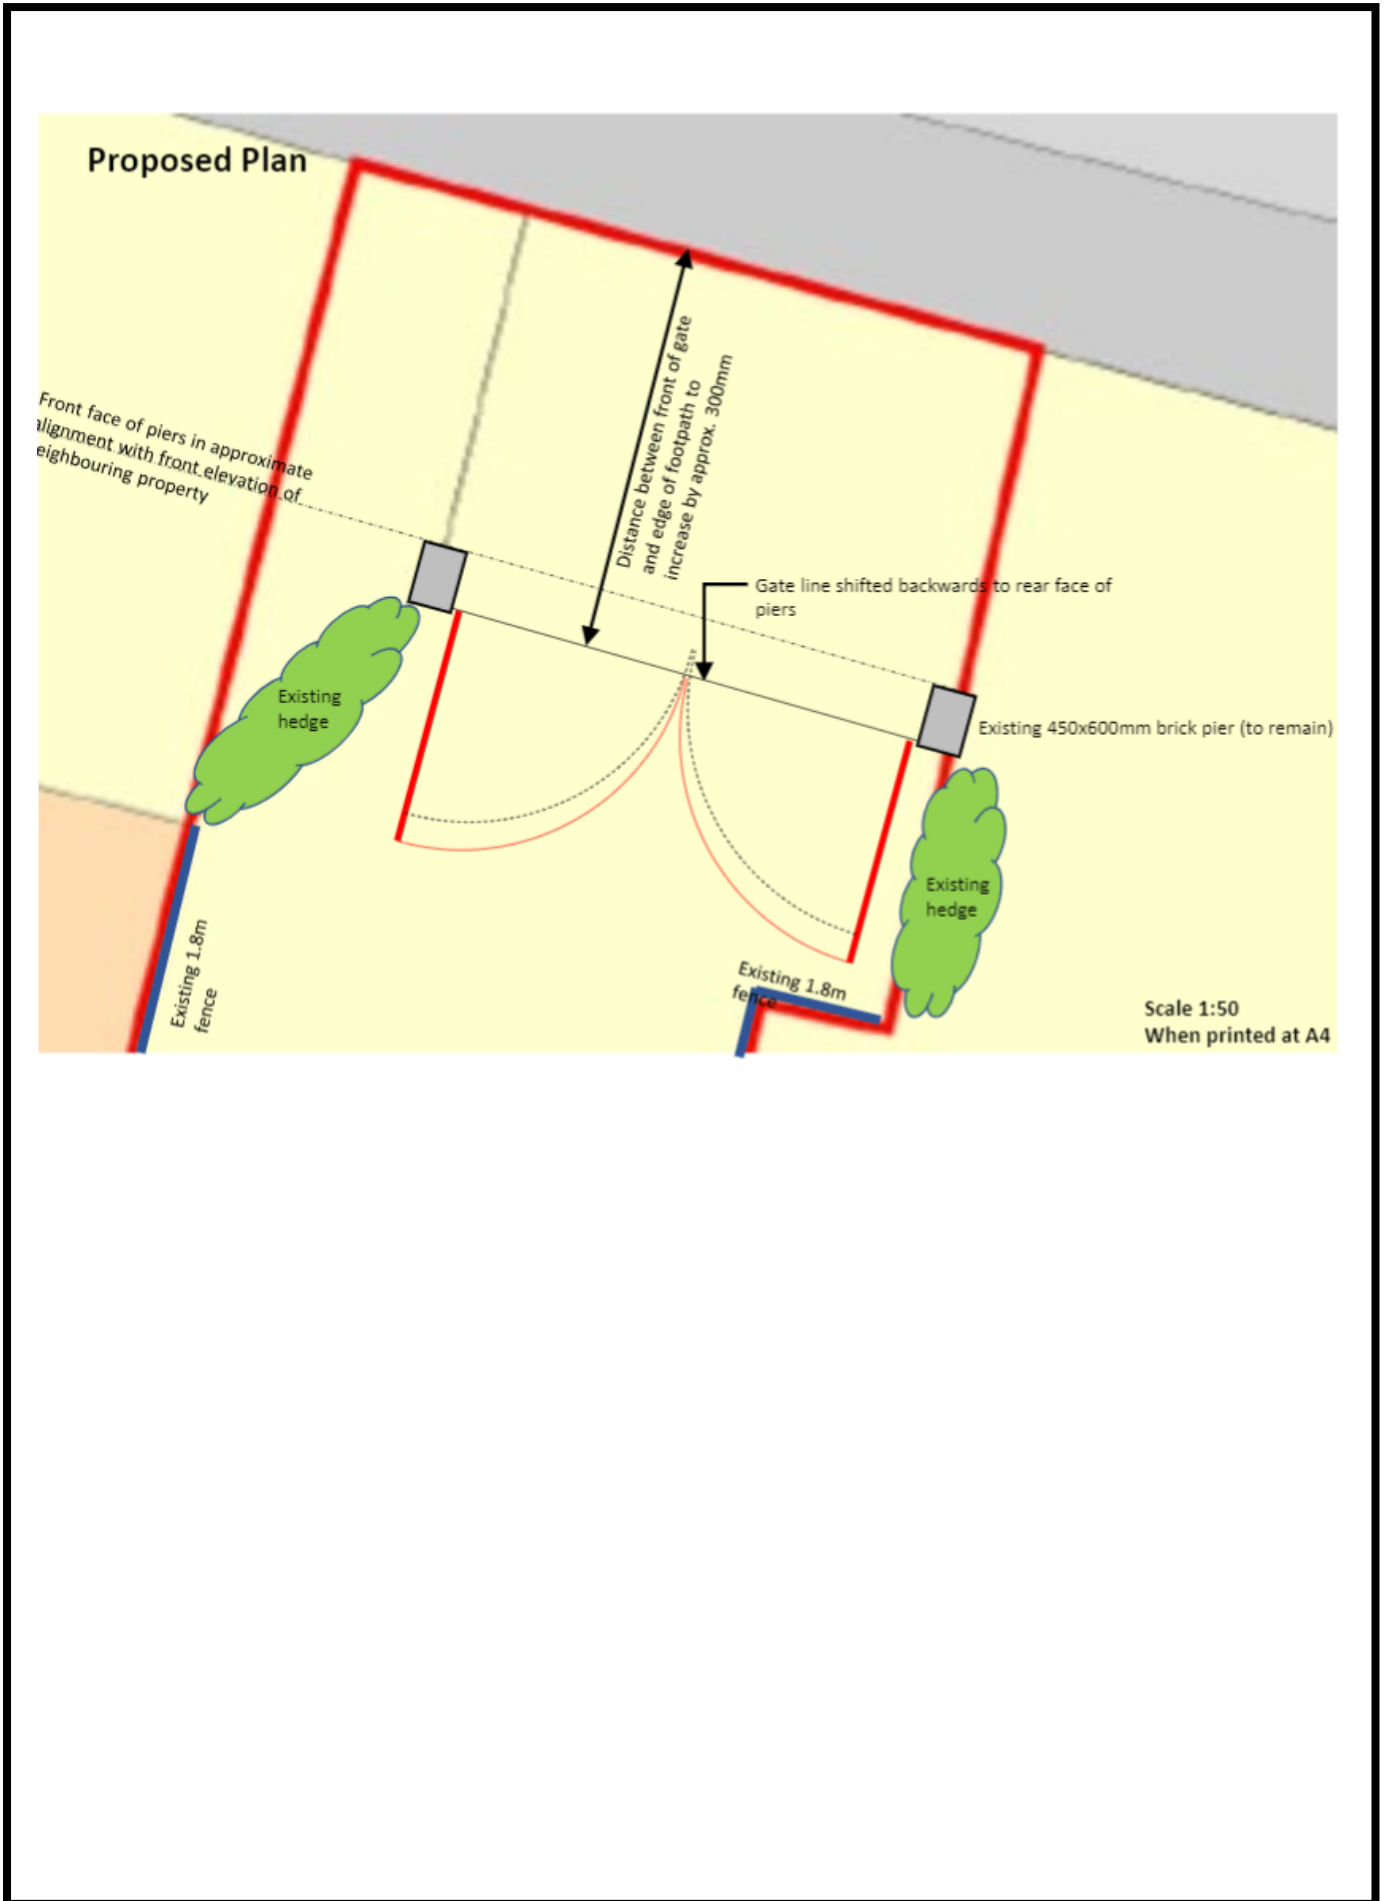 Proposed Plan
Front face of piers in approximate
alignment with front elevation of
eighbouring property
Distance between front of gate
and edge of footpath to
increase by approx. 300mm
Gate line shifted backwards to rear face of
piers
Existing
hedge
Existing 450x600mm brick pier (to remain)
Existing
hedge
Existing 1.8m
fence
Existing 1.8m
fence
Scale 1:50
When printed at A4